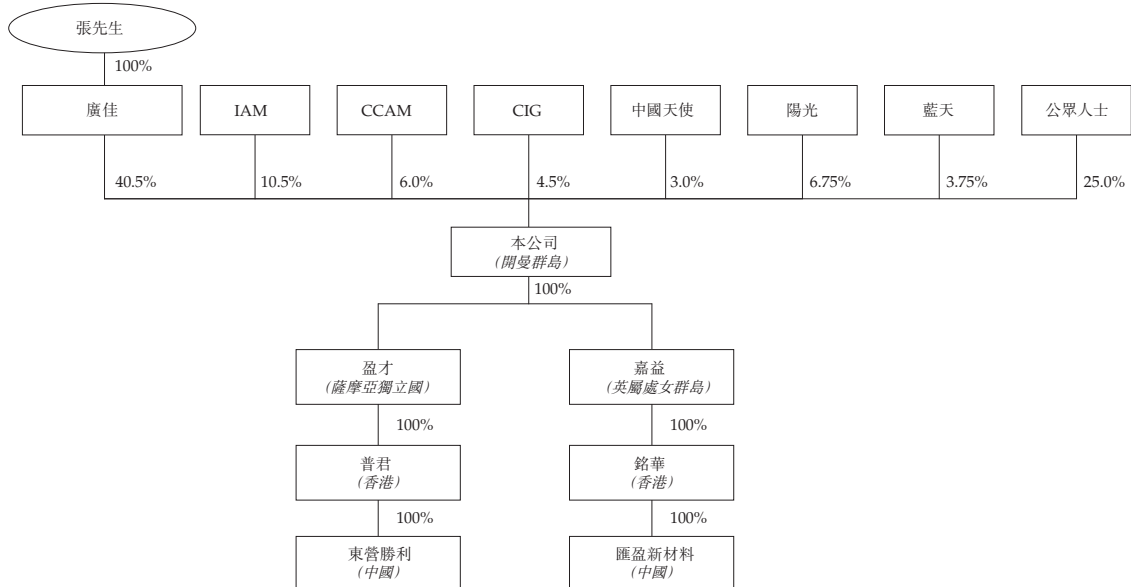 張先生
100%
廣佳
IAM
CCAM
CIG
中國天使
陽光
藍天
公眾人士
40.5%
10.5%
6.0%
4.5%
3.0%
6.75%
3.75%
25.0%
本公司
(開曼群島)
100%
盈才
(薩摩亞獨立國)
嘉益
(英屬處女群島)
100%
100%
普君
(香港)
銘華
(香港)
100%
100%
東營勝利
(中國)
匯盈新材料
(中國)